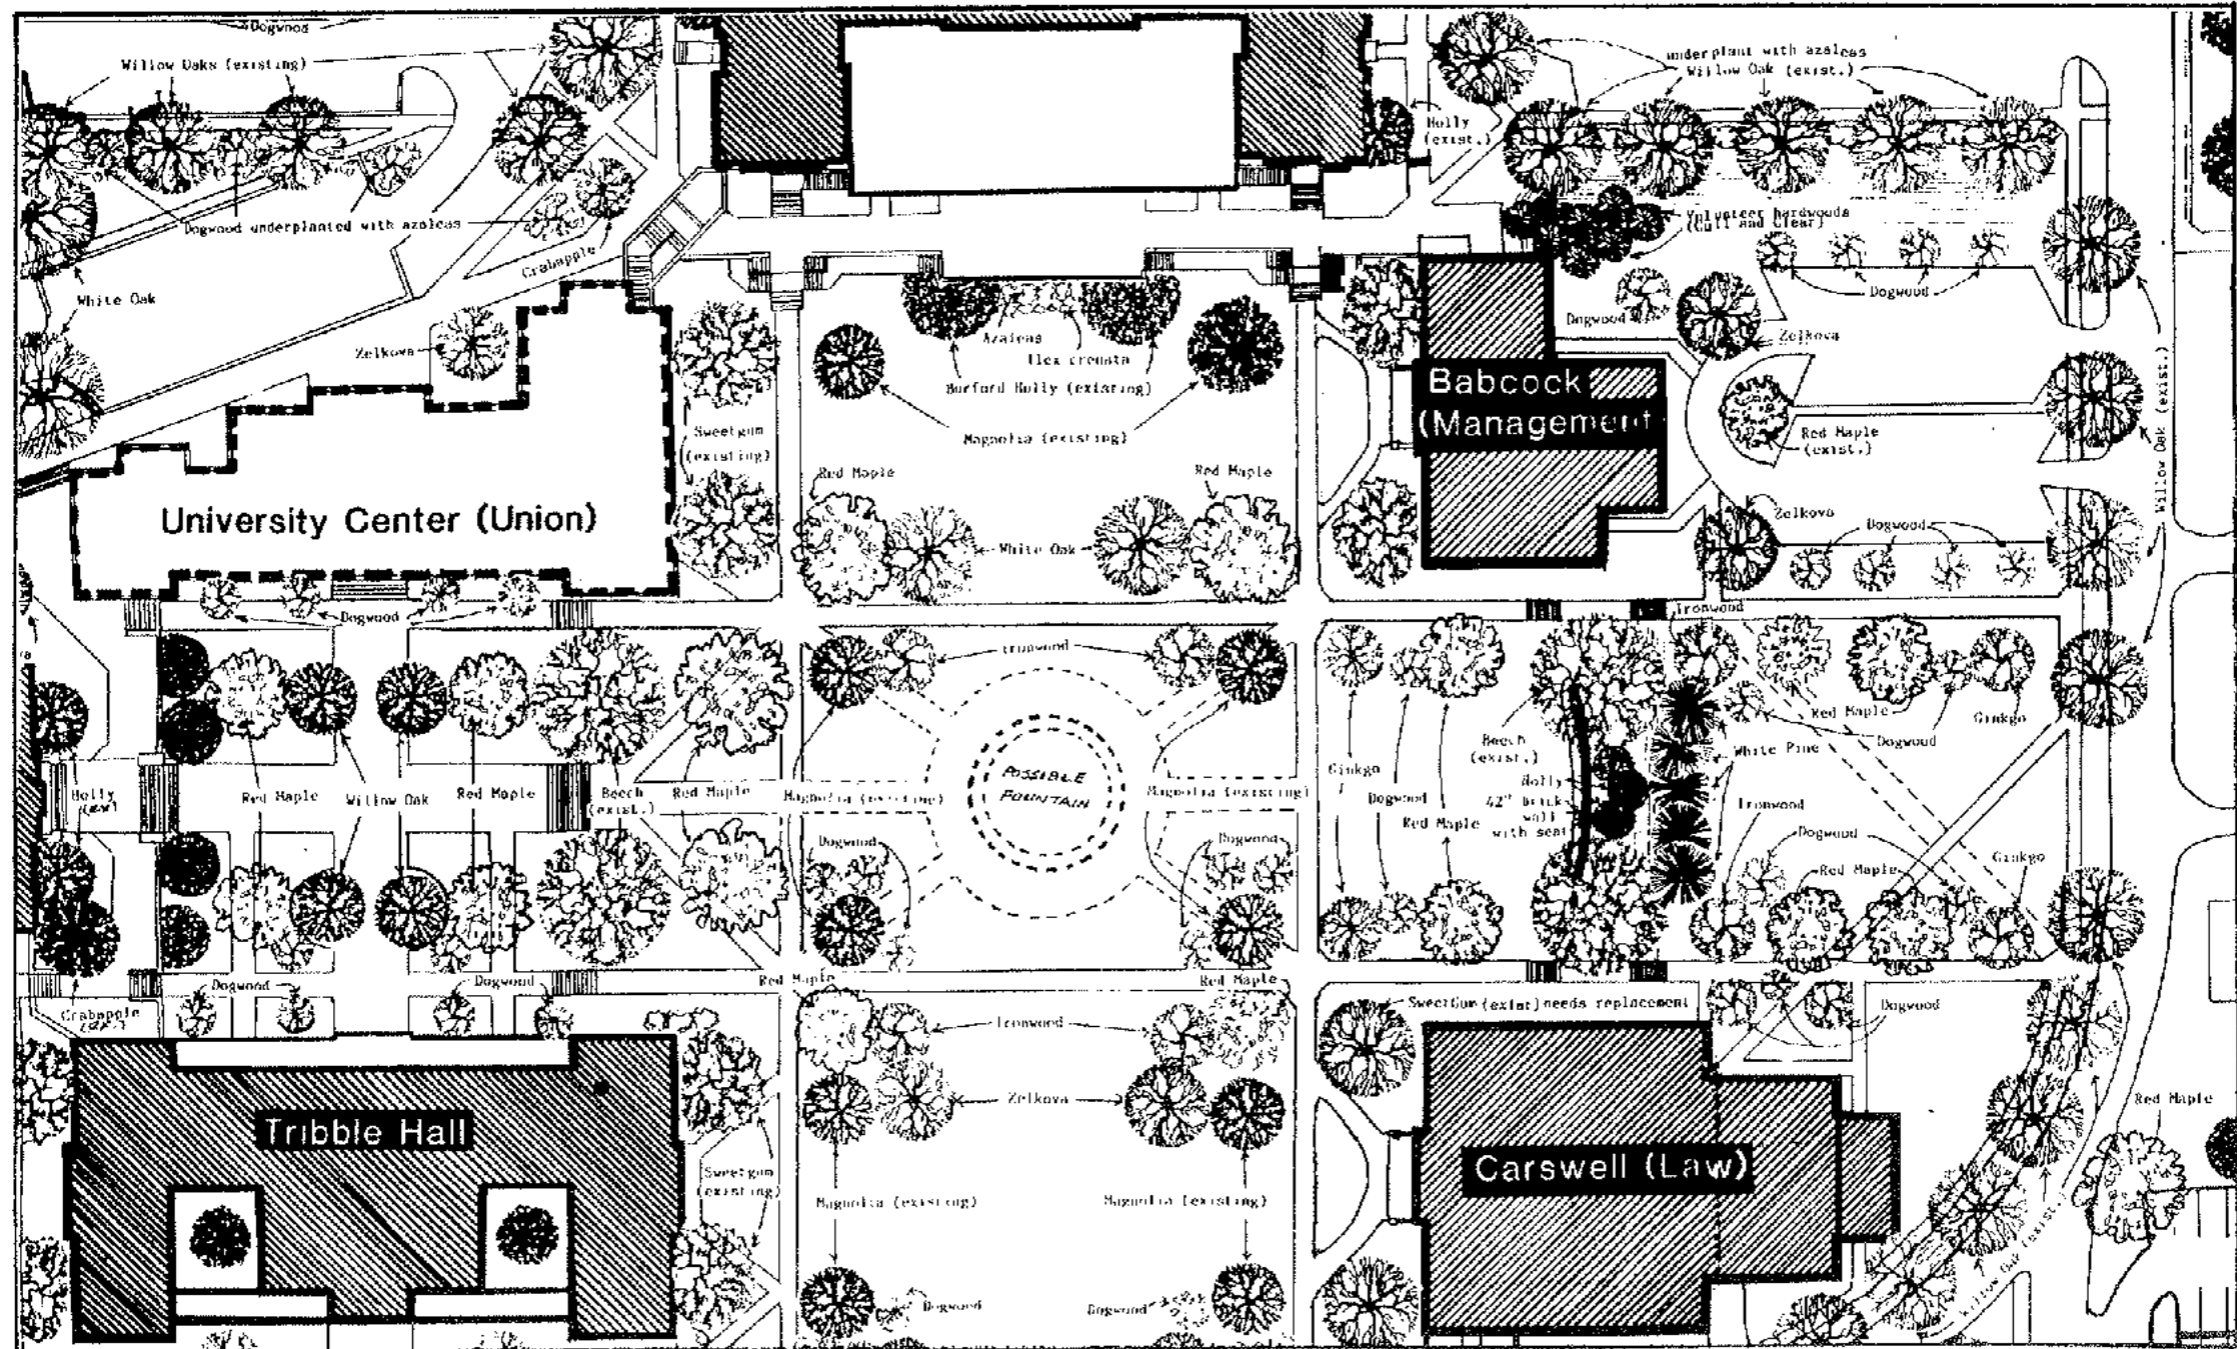 Dogwood
Willow Oaks (existing)
underplant with azaleas
Willow Oak (exist.)
Holly
(exist.)
Volunteer hardwoods
(Cull and Clear)
Dogwood underplanted with azaleas
Crabapple
White Oak
Dogwood
Dogwood
Zelkova
Zelkova
Azaleas
Ilex crenata
Burford Holly (existing)
Magnolia (existing)
Babcock
(Management
Willow Oak (exist.)
Sweetgum
(existing)
Red Maple
(exist.)
Red Maple
Red Maple
University Center (Union)
White Oak
Zelkova
Dogwood
Dogwood
Ironwood
Ironwood
Red Maple
Ginkgo
Dogwood
Beech
(exist.)
White Pine
POSSIBLE
FOUNTAIN
Ginkgo
Holly
42" brick
wall
with seat
Holly
Red Maple
Willow Oak
Red Maple
Beech
(exist.)
Red Maple
Magnolia (existing)
Magnolia (existing)
Dogwood
Red Maple
Ironwood
Dogwood
Dogwood
Dogwood
Red Maple
Ginkgo
Dogwood
Dogwood
Red Maple
Red Maple
Crabapple
SweetGum (exist) needs replacement
Dogwood
Ironwood
Zelkova
Red Maple
Tribble Hall
Sweetgum
(existing)
Carswell (Law)
Magnolia (existing)
Magnolia (existing)
Willow Oak (exist.)
Dogwood
Dogwood